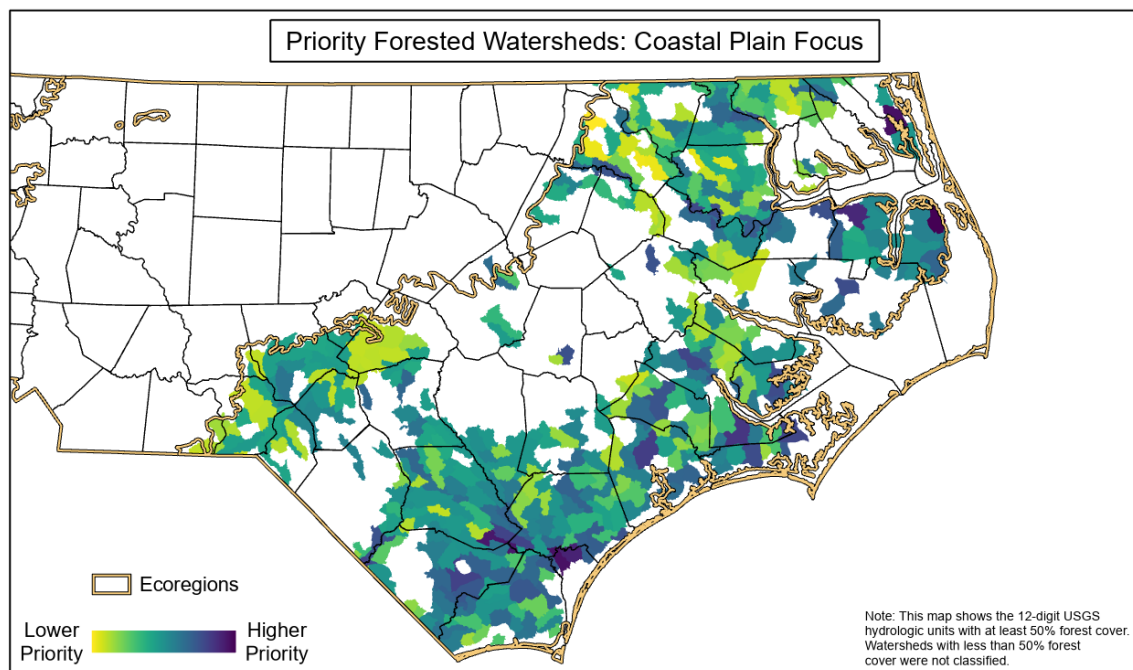 Priority Forested Watersheds: Coastal Plain Focus
Ecoregions
Lower
Priority
Higher
Priority
Note: This map shows the 12-digit USGS
hydrologic units with at least 50% forest cover.
Watersheds with less than 50% forest
cover were not classified.